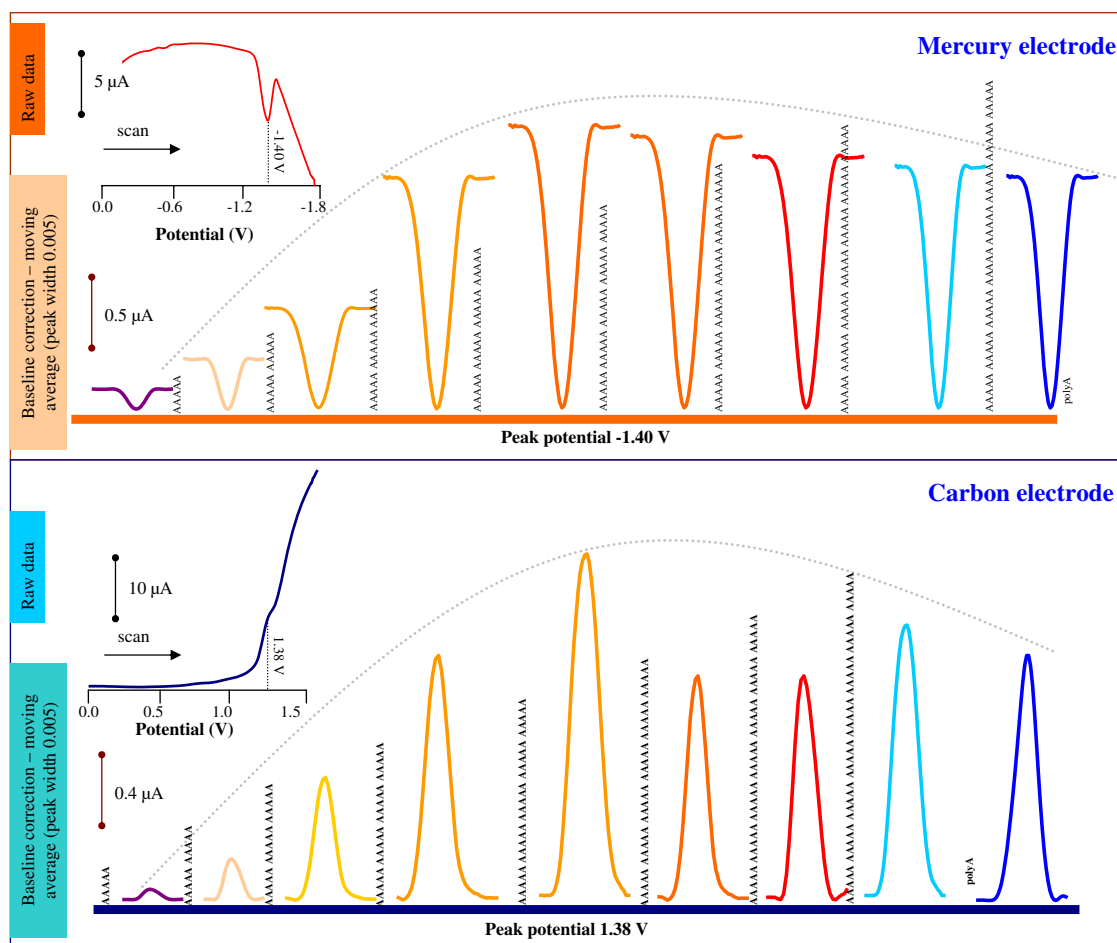 Mercury electrode
Raw data
5 µA
scan
-1.40 V
0.0 -0.6 -1.2 -1.8
Potential (V)
Baseline correction – moving
average (peak width 0.005)
0.5 µA
polyA
Peak potential -1.40 V
Carbon electrode
Raw data
10 µA
scan
1.38 V
0.0 0.5 1.0 1.5
Potential (V)
Baseline correction – moving
average (peak width 0.005)
0.4 µA
polyA
Peak potential 1.38 V